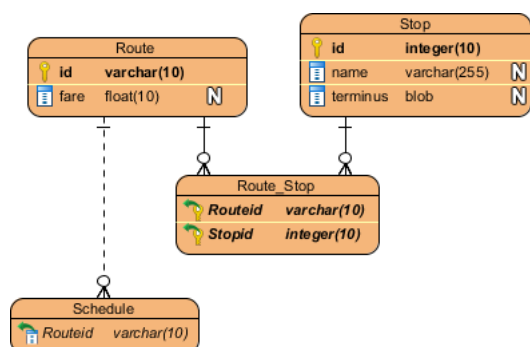 Route
id varchar(10)
fare float(10) N
Stop
id integer(10)
name varchar(255) N
terminus blob N
Route_Stop
Routeid varchar(10)
Stopid integer(10)
Schedule
Routeid varchar(10)